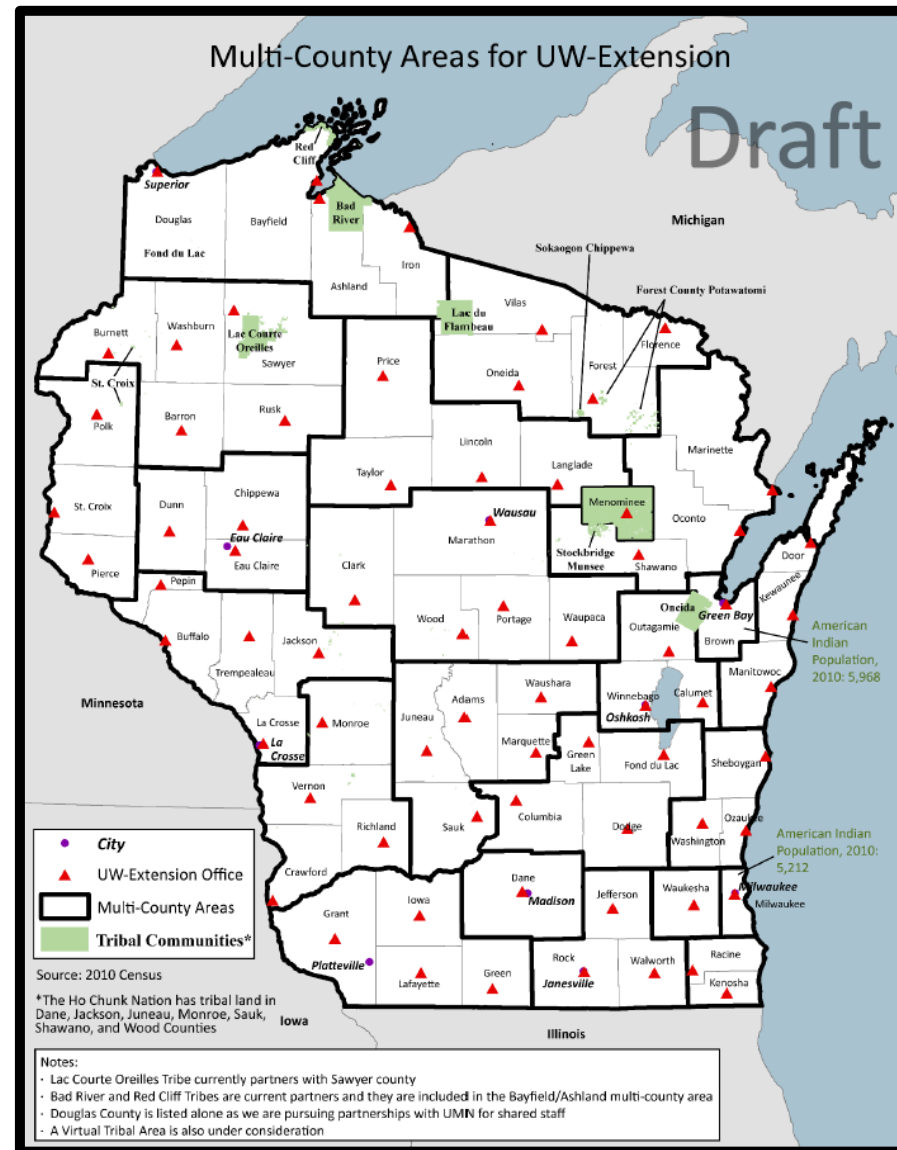 Multi-County Areas for UW-Extension
Draft
Red
Cliff
Superior
Bad
River
Michigan
Douglas
Bayfield
Fond du Lac
Sokaogon Chippewa
Iron
Ashland
Forest County Potawatomi
Vilas
Lac du
Flambeau
Burnett
Washburn
Lac Courte
Oreilles
Sawyer
Price
Florence
Forest
Oneida
St. Croix
Polk
Barron
Rusk
Lincoln
Marinette
Taylor
Langlade
Chippewa
St. Croix
Dunn
Menominee
Wausau
Marathon
Oconto
Eau Claire
Eau Claire
Stockbridge
Munsee
Door
Pierce
Clark
Shawano
Pepin
Kewaunee
Oneida
Green Bay
Wood
Portage
Waupaca
Outagamie
Brown
American
Indian
Population,
2010: 5,968
Buffalo
Jackson
Trempealeau
Manitowoc
Minnesota
Waushara
Adams
Winnebago
Calumet
Oshkosh
La Crosse
Monroe
Juneau
La
Crosse
Marquette
Green
Lake
Fond du Lac
Sheboygan
Vernon
Columbia
Sauk
Dodge
Ozaukee
Washington
Richland
American Indian
Population, 2010:
5,212
City
UW-Extension Office
Multi-County Areas
Tribal Communities*
Crawford
Dane
Madison
Jefferson
Waukesha
Milwaukee
Milwaukee
Grant
Iowa
Platteville
Lafayette
Green
Rock
Janesville
Walworth
Racine
Kenosha
Source: 2010 Census
*The Ho Chunk Nation has tribal land in
Dane, Jackson, Juneau, Monroe, Sauk,
Shawano, and Wood Counties
Iowa
Illinois
Notes:
· Lac Courte Oreilles Tribe currently partners with Sawyer county
· Bad River and Red Cliff Tribes are current partners and they are included in the Bayfield/Ashland multi-county area
· Douglas County is listed alone as we are pursuing partnerships with UMN for shared staff
· A Virtual Tribal Area is also under consideration